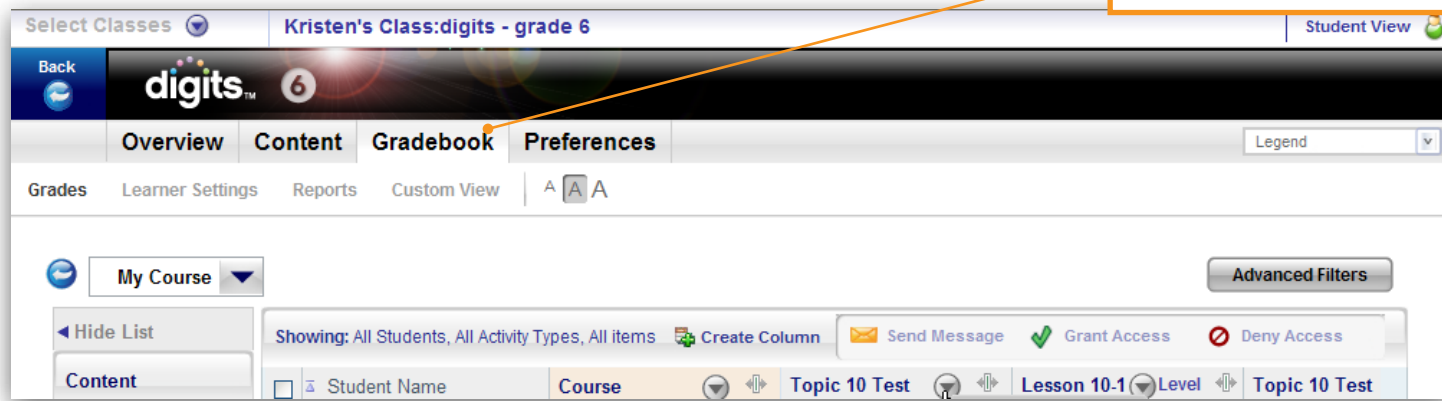 Select Classes Kristen's Class:digits - grade 6 Student View
Back
digits™ 6
Overview Content Gradebook Preferences Legend
Grades Learner Settings Reports Custom View A A A
My Course Advanced Filters
Hide List Showing: All Students, All Activity Types, All items Create Column Send Message Grant Access Deny Access
Content Student Name Course Topic 10 Test Lesson 10-1 Level Topic 10 Test